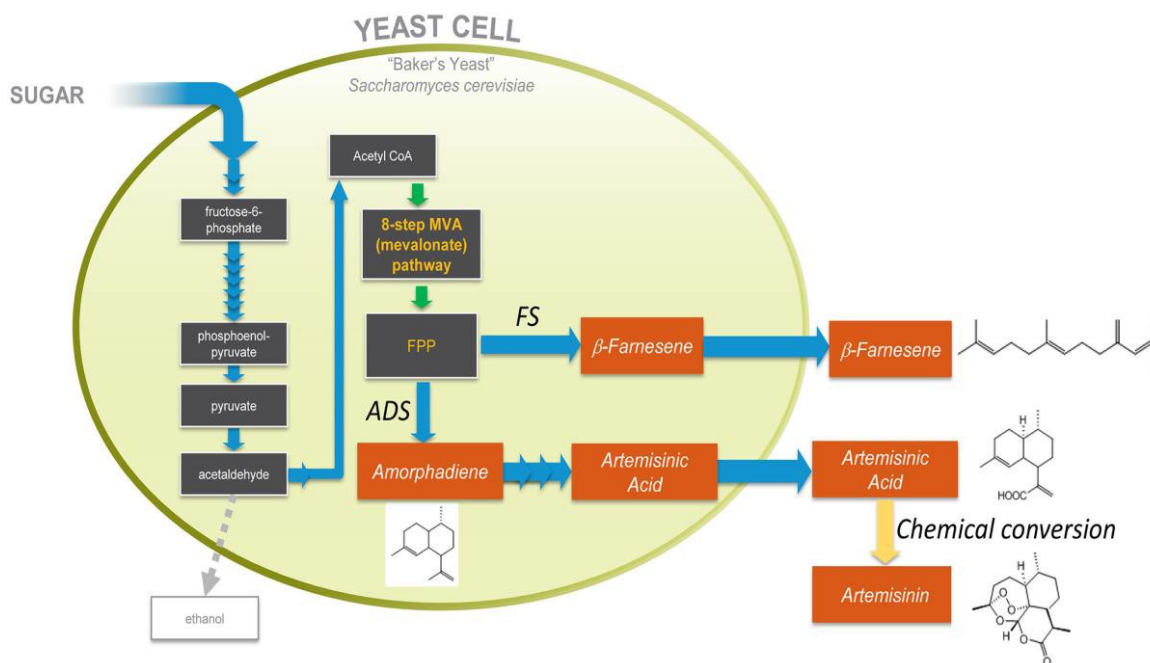 YEAST CELL
“Baker’s Yeast”
Saccharomyces cerevisiae
SUGAR
Acetyl CoA
fructose-6-
phosphate
8-step MVA
(mevalonate)
pathway
phosphoenol-
pyruvate
FPP
FS
β-Farnesene
β-Farnesene
pyruvate
ADS
acetaldehyde
Amorphadiene
Artemisinic
Acid
Artemisinic
Acid
H
HOOC
Chemical conversion
ethanol
Artemisinin
H
O
O
O
H
O
O